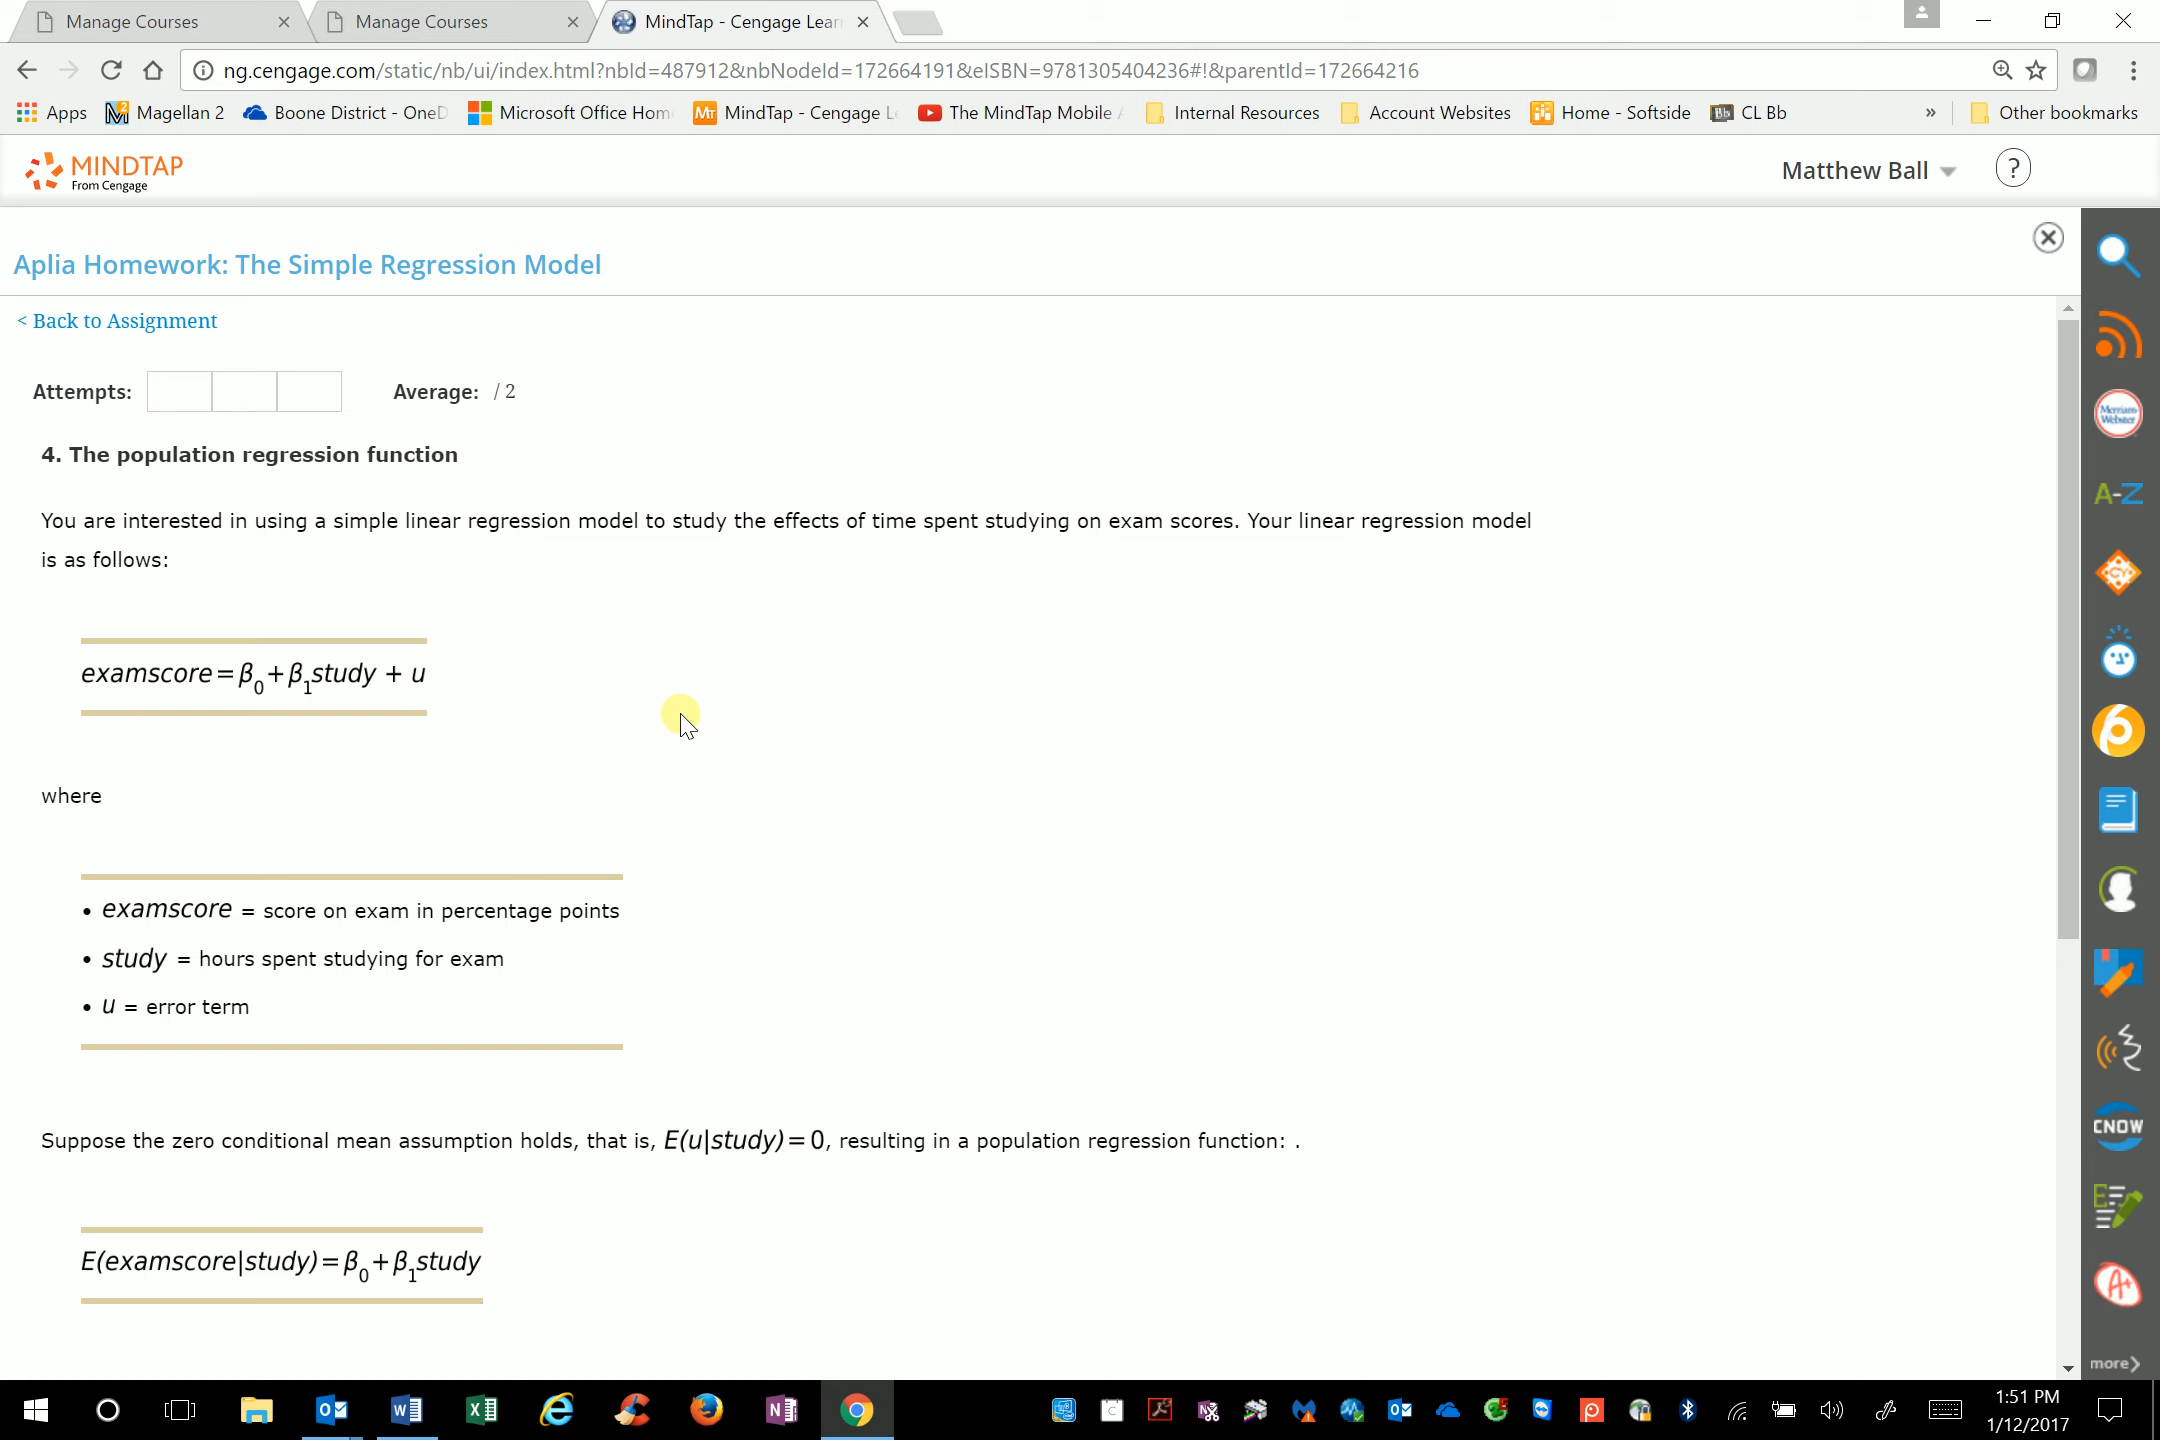 Manage Courses
Manage Courses
MindTap - Cengage Lear
ng.cengage.com/static/nb/ui/index.html?nbId=487912&nbNodeId=172664191&eISBN=9781305404236#!&parentId=172664216
Apps
Magellan 2
Boone District - OneD
Microsoft Office Hom
MindTap - Cengage Le
The MindTap Mobile A
Internal Resources
Account Websites
Home - Softside
CL Bb
»
Other bookmarks
MINDTAP
From Cengage
Matthew Ball
?
Aplia Homework: The Simple Regression Model
< Back to Assignment
Attempts:
Average: / 2
4. The population regression function
You are interested in using a simple linear regression model to study the effects of time spent studying on exam scores. Your linear regression model
is as follows:
examscore=β0+β1study + u
where
• examscore = score on exam in percentage points
• study = hours spent studying for exam
• u = error term
Suppose the zero conditional mean assumption holds, that is, E(u|study)=0, resulting in a population regression function: .
E(examscore|study)=β0+β1study
Merriam-
Webster
A-Z
CNOW
A+
more>
1:51 PM
1/12/2017